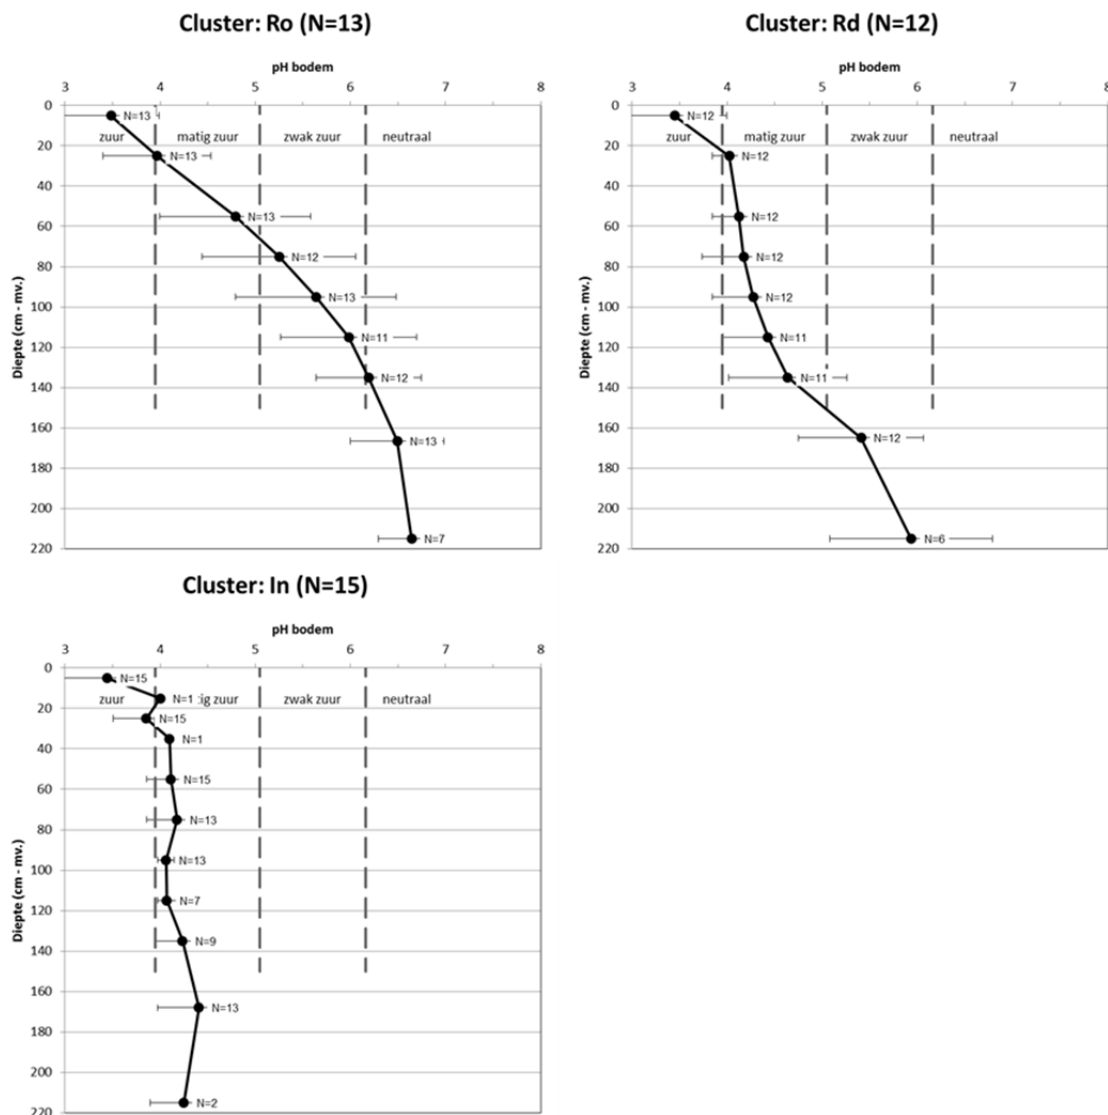 Cluster: Ro (N=13)
pH bodem
3 4 5 6 7 8
0
N=13
zuur matig zuur zwak zuur neutraal
20
N=13
40
N=13
60
N=12
80
N=13
100
N=11
120
N=12
140
160
N=13
180
200
N=7
220
Diepte (cm - mv.)
Cluster: Rd (N=12)
pH bodem
3 4 5 6 7 8
0
N=12
zuur matig zuur zwak zuur neutraal
20
N=12
40
N=12
60
N=12
80
N=12
100
N=11
120
N=11
140
160
N=12
180
200
N=6
220
Diepte (cm - mv.)
Cluster: In (N=15)
pH bodem
3 4 5 6 7 8
0
N=15
zuur N=1 tig zuur zwak zuur neutraal
20
N=15
N=1
40
N=15
60
N=13
80
N=13
100
N=7
120
N=9
140
160
N=13
180
200
N=2
220
Diepte (cm - mv.)